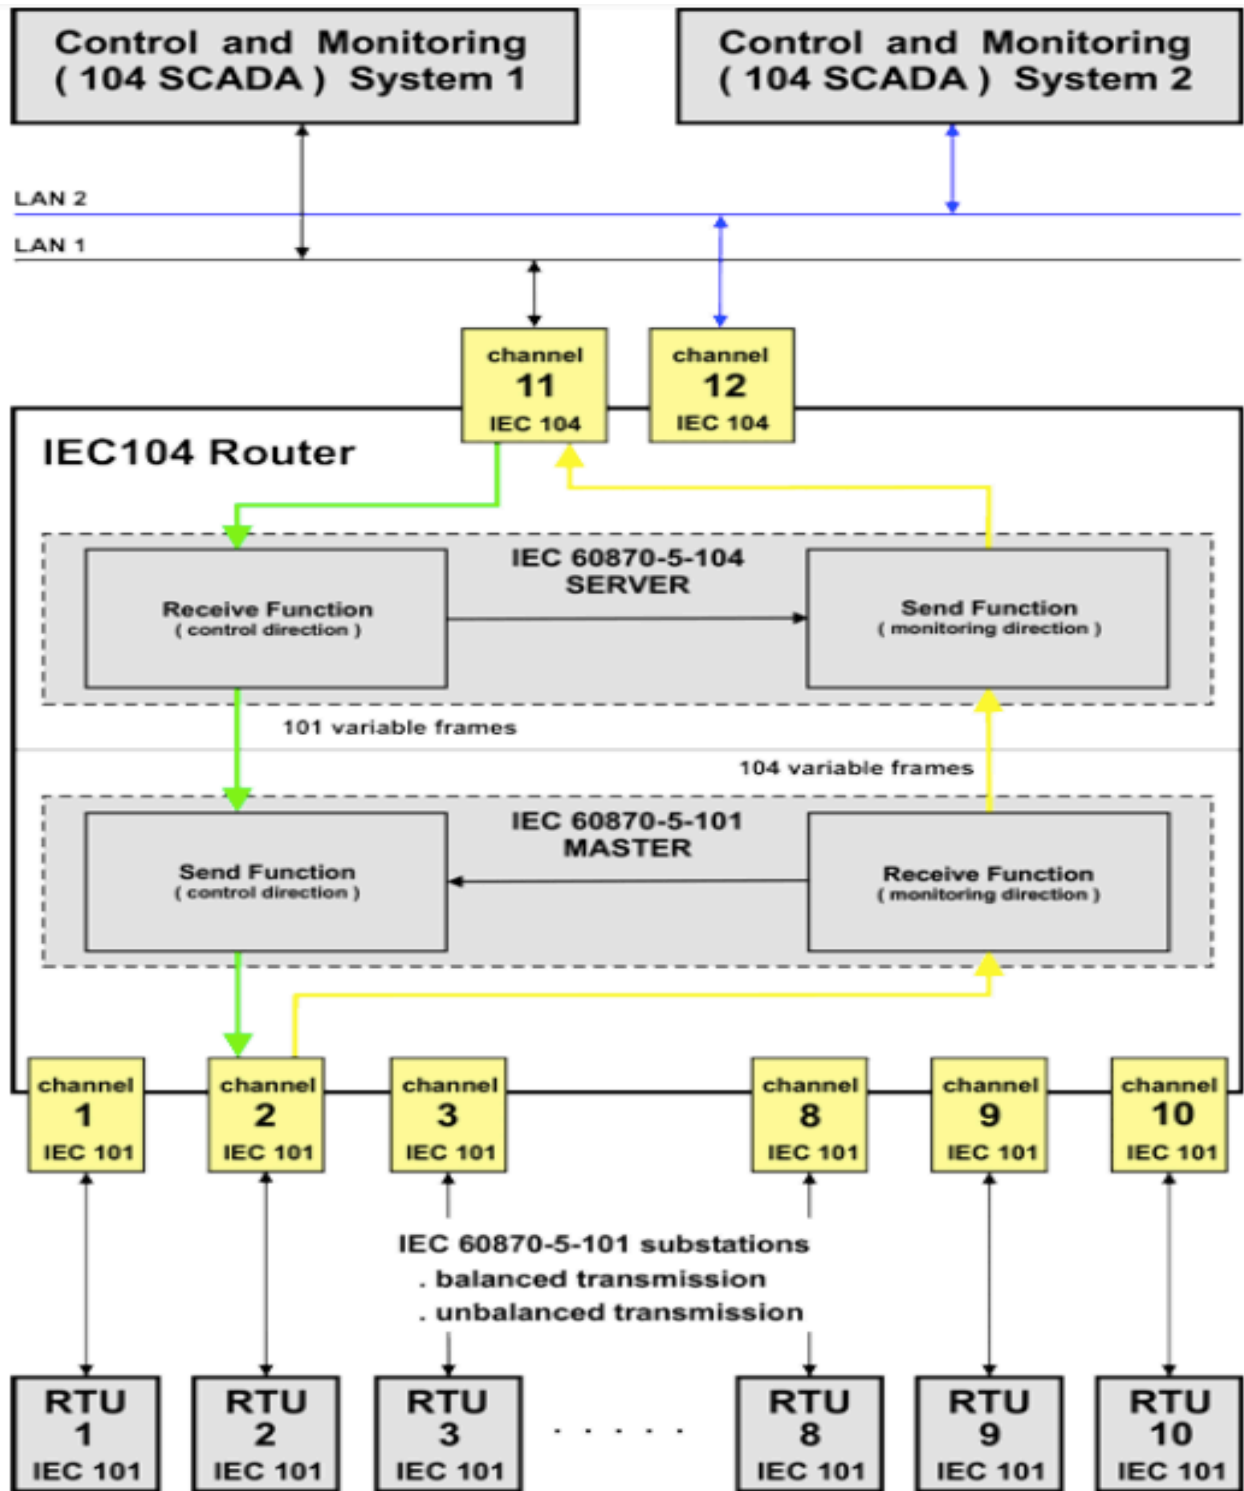 Control and Monitoring
( 104 SCADA ) System 1
Control and Monitoring
( 104 SCADA ) System 2
LAN 2
LAN 1
channel
11
IEC 104
channel
12
IEC 104
IEC104 Router
IEC 60870-5-104
SERVER
Receive Function
( control direction )
Send Function
( monitoring direction )
101 variable frames
104 variable frames
IEC 60870-5-101
MASTER
Send Function
( control direction )
Receive Function
( monitoring direction )
channel
1
IEC 101
channel
2
IEC 101
channel
3
IEC 101
channel
8
IEC 101
channel
9
IEC 101
channel
10
IEC 101
IEC 60870-5-101 substations
. balanced transmission
. unbalanced transmission
RTU
1
IEC 101
RTU
2
IEC 101
RTU
3
IEC 101
. . . . .
RTU
8
IEC 101
RTU
9
IEC 101
RTU
10
IEC 101